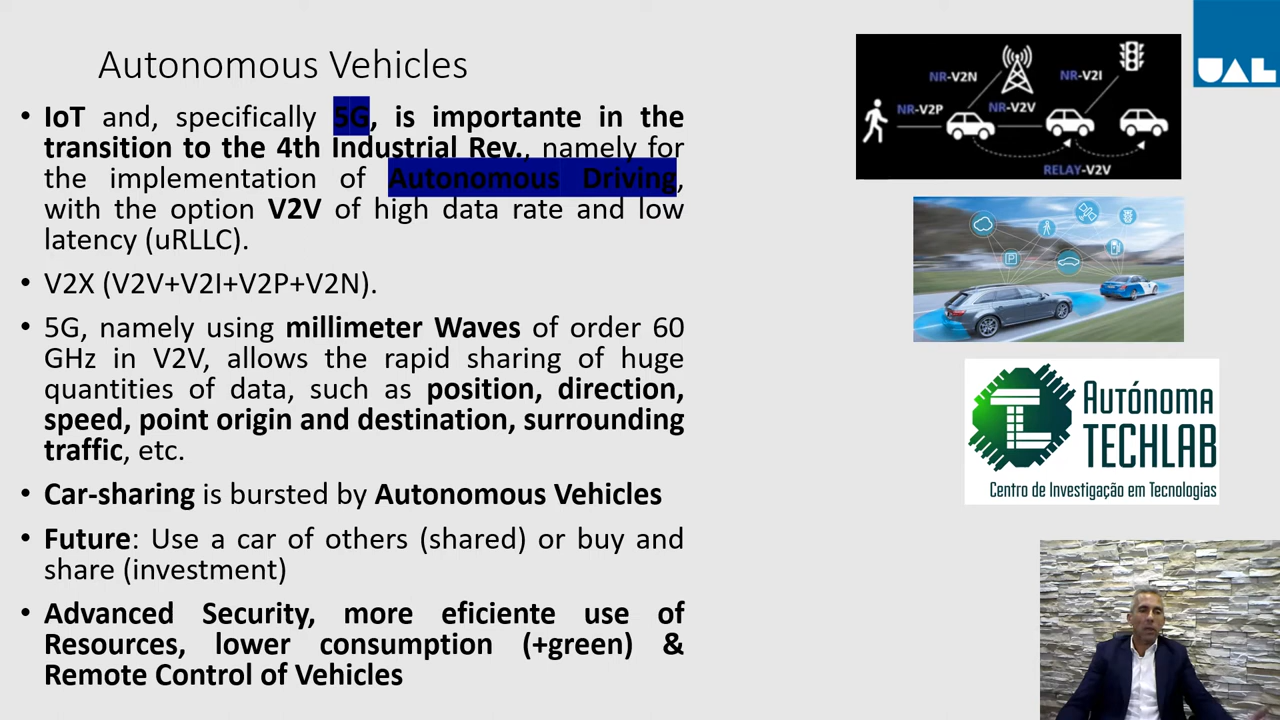 Autonomous Vehicles
• IoT and, specifically 5G, is importante in the
transition to the 4th Industrial Rev., namely for
the implementation of Autonomous Driving,
with the option V2V of high data rate and low
latency (uRLLC).
• V2X (V2V+V2I+V2P+V2N).
• 5G, namely using millimeter Waves of order 60
GHz in V2V, allows the rapid sharing of huge
quantities of data, such as position, direction,
speed, point origin and destination, surrounding
traffic, etc.
• Car-sharing is bursted by Autonomous Vehicles
• Future: Use a car of others (shared) or buy and
share (investment)
• Advanced Security, more eficiente use of
Resources, lower consumption (+green) &
Remote Control of Vehicles
NR-V2N
NR-V2I
NR-V2P
NR-V2V
RELAY-V2V
UAL
P
AUTÓNOMA
TECHLAB
Centro de Investigação em Tecnologias